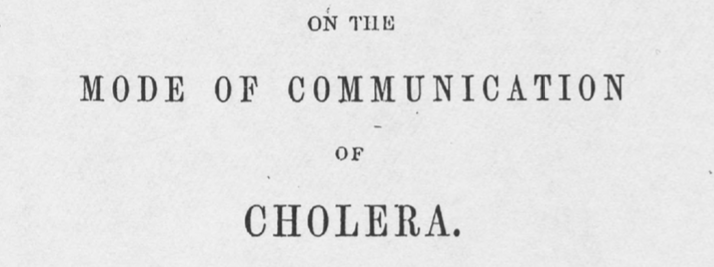 ON THE
MODE OF COMMUNICATION
OF
CHOLERA.